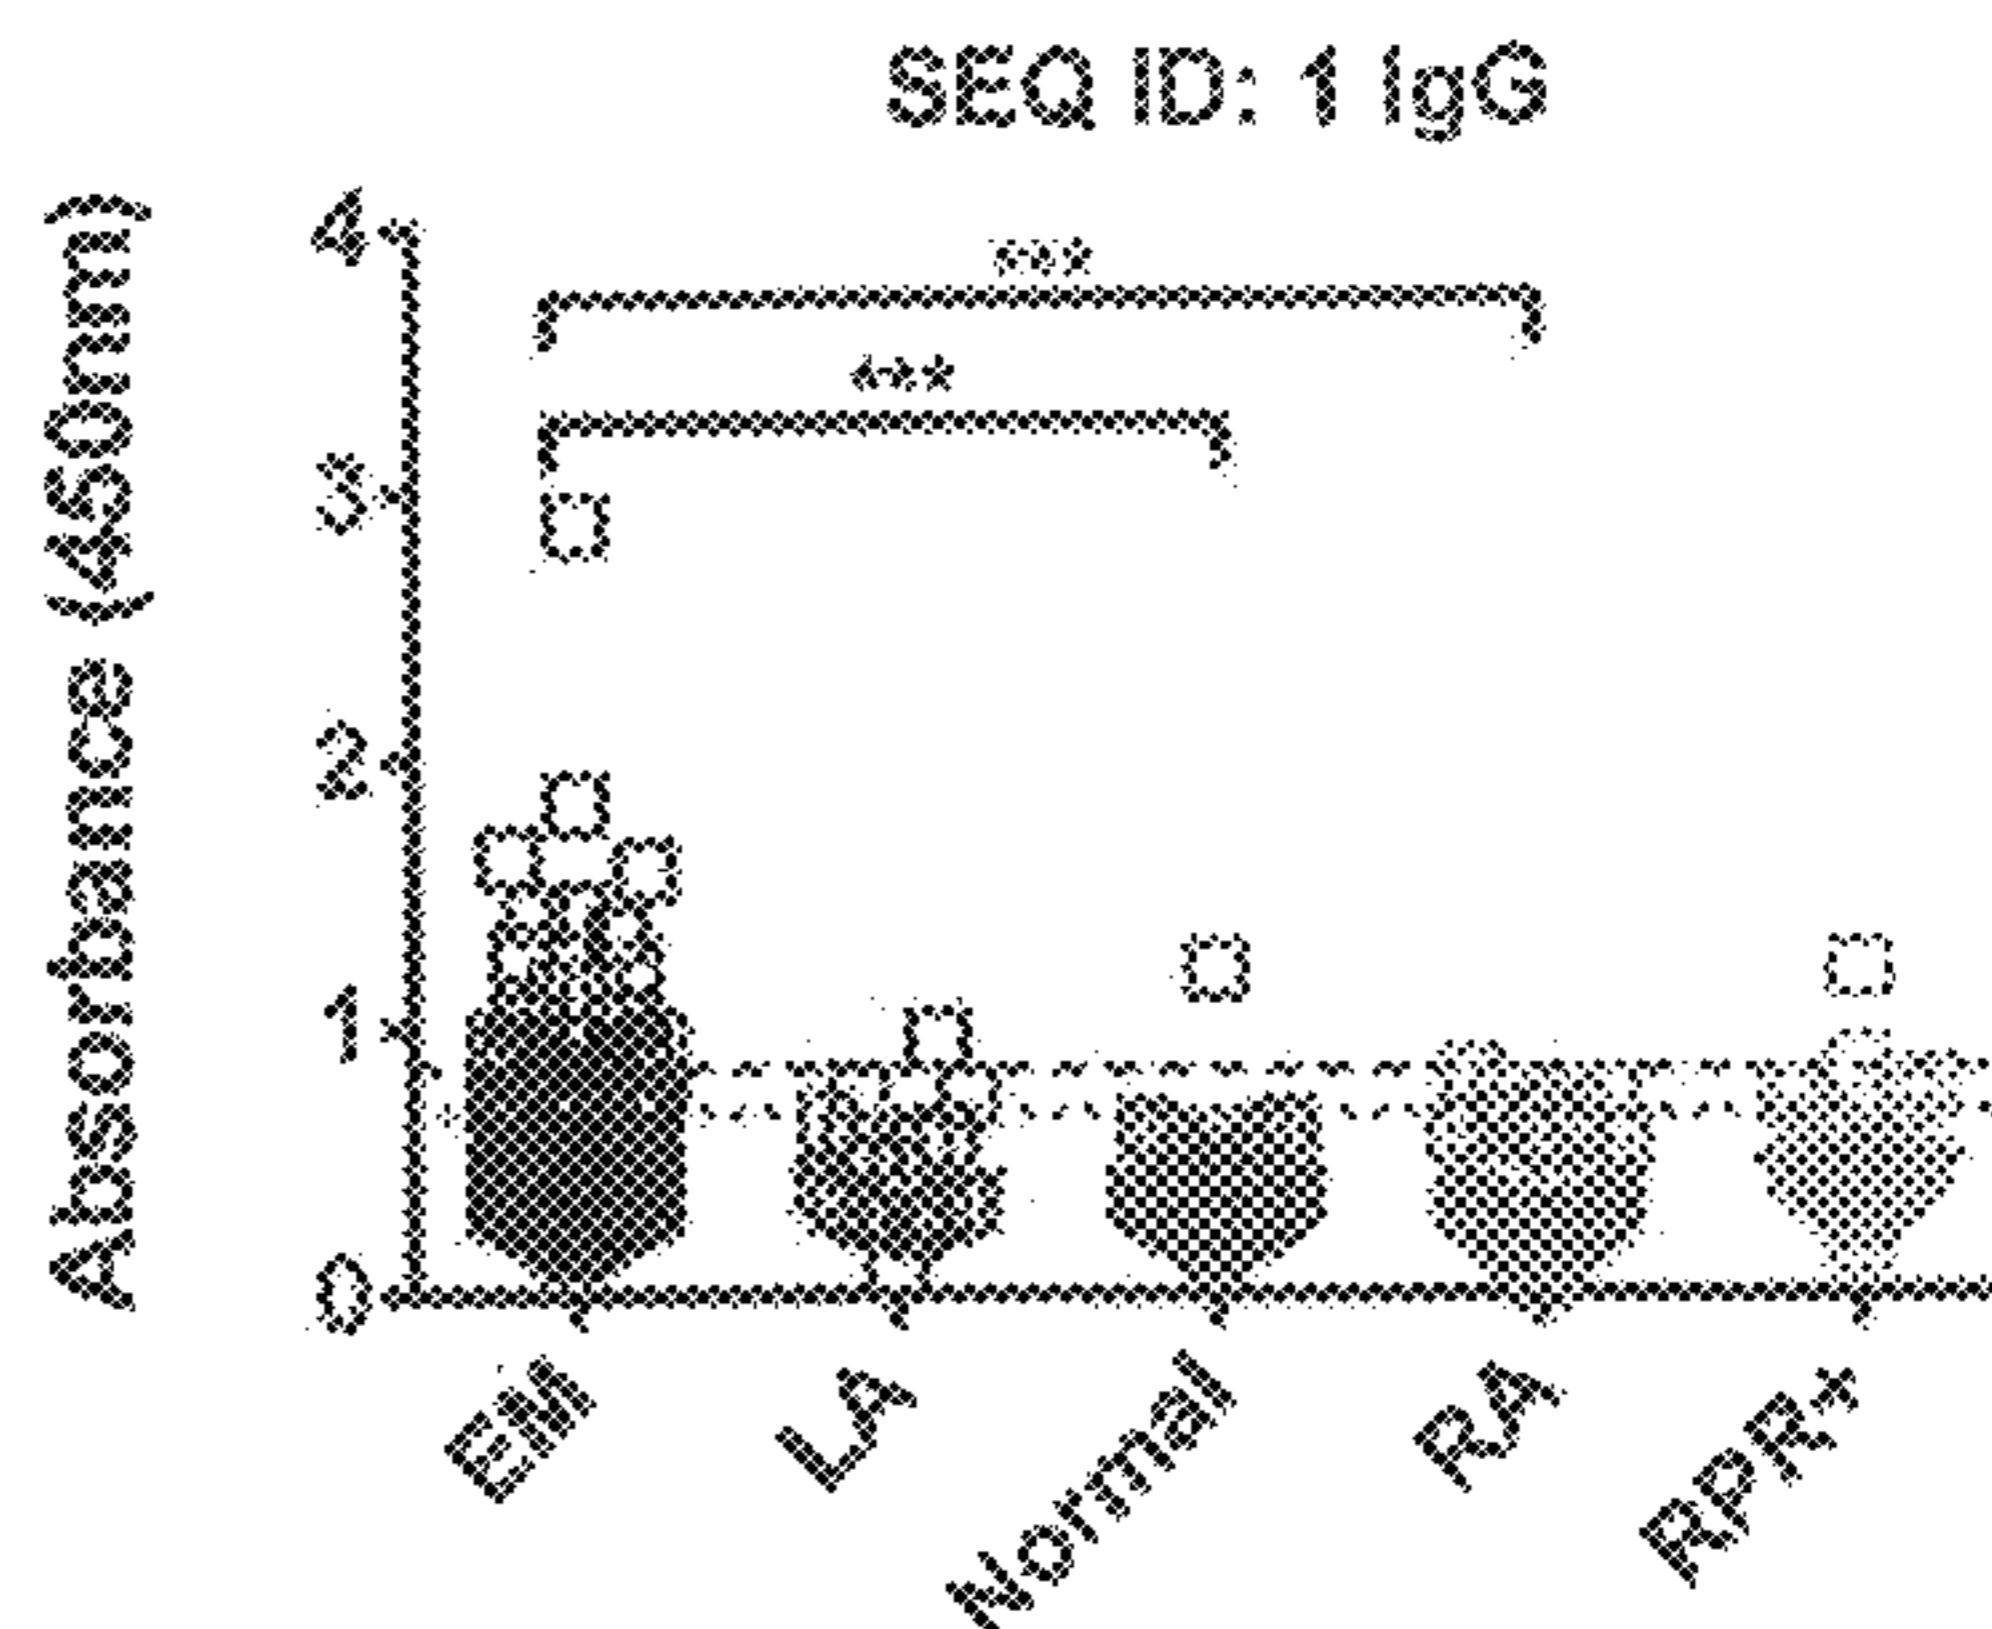 SEQ ID: 1 IgG
Absorbance (450nm)
4
3
2
1
0
***
***
EM
LA
Normal
RA
RPR+